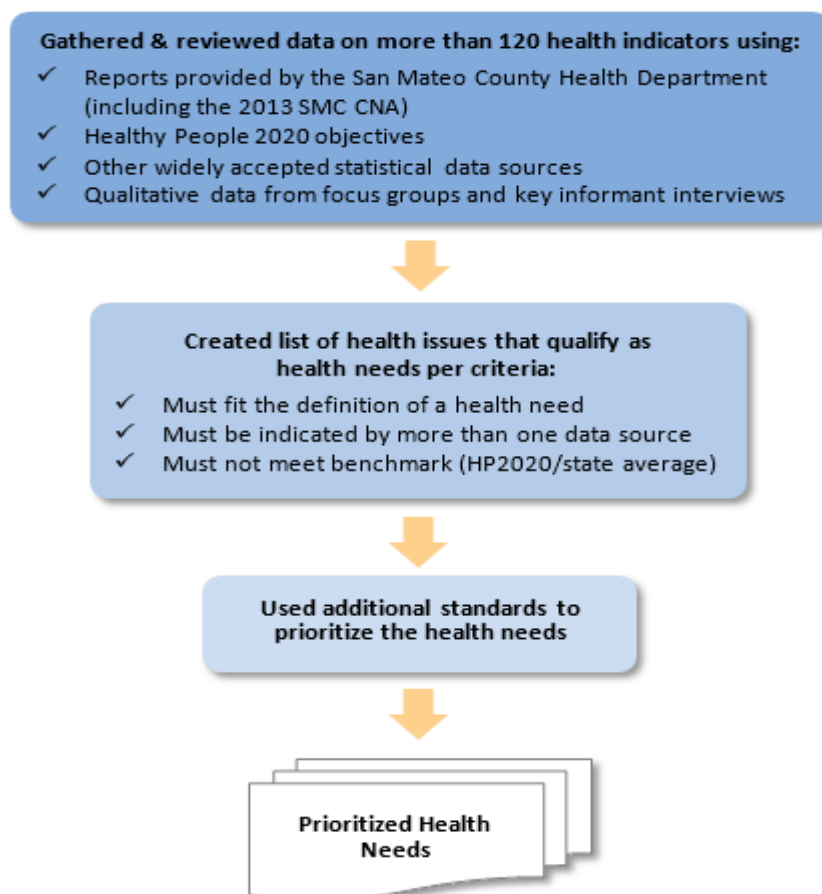 Gathered & reviewed data on more than 120 health indicators using:
✓ Reports provided by the San Mateo County Health Department
(including the 2013 SMC CNA)
✓ Healthy People 2020 objectives
✓ Other widely accepted statistical data sources
✓ Qualitative data from focus groups and key informant interviews
Created list of health issues that qualify as
health needs per criteria:
✓ Must fit the definition of a health need
✓ Must be indicated by more than one data source
✓ Must not meet benchmark (HP2020/state average)
Used additional standards to
prioritize the health needs
Prioritized Health
Needs